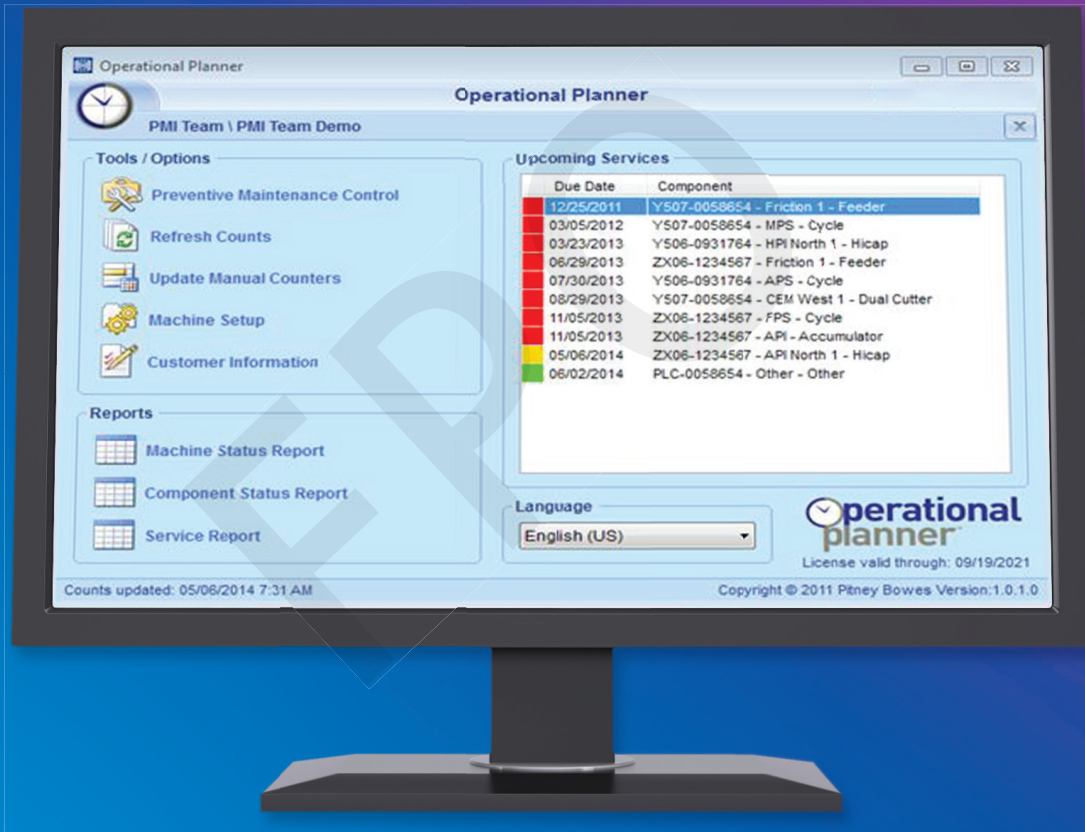 Operational Planner
Operational Planner
PMI Team \ PMI Team Demo
Tools / Options
Preventive Maintenance Control
Refresh Counts
Update Manual Counters
Machine Setup
Customer Information
Reports
Machine Status Report
Component Status Report
Service Report
Upcoming Services
Due Date Component
12/25/2011 Y507-0058654 - Friction 1 - Feeder
03/05/2012 Y507-0058654 - MPS - Cycle
03/23/2013 Y506-0931764 - HPI North 1 - Hicap
06/29/2013 ZX06-1234567 - Friction 1 - Feeder
07/30/2013 Y506-0931764 - APS - Cycle
08/29/2013 Y507-0058654 - CEM West 1 - Dual Cutter
11/05/2013 ZX06-1234567 - FPS - Cycle
11/05/2013 ZX06-1234567 - API - Accumulator
05/06/2014 ZX06-1234567 - API North 1 - Hicap
06/02/2014 PLC-0058654 - Other - Other
Language
English (US)
Operational
planner
License valid through: 09/19/2021
Counts updated: 05/06/2014 7:31 AM
Copyright © 2011 Pitney Bowes Version:1.0.1.0
FPO